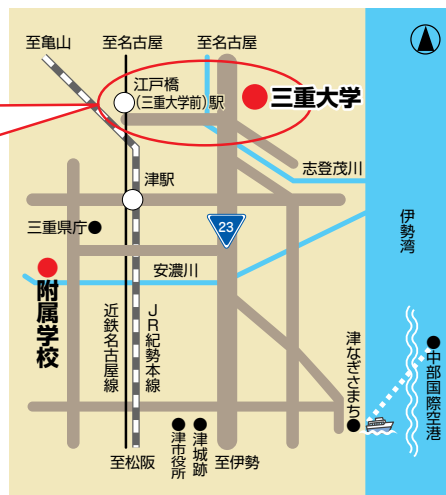 至亀山
至名古屋
至名古屋
江戸橋
(三重大学前)駅
三重大学
志登茂川
津駅
三重県庁
23
伊勢湾
安濃川
附属学校
近鉄名古屋線
JR紀勢本線
津なぎさまち
中部国際空港
津市役所
津城跡
至松阪
至伊勢